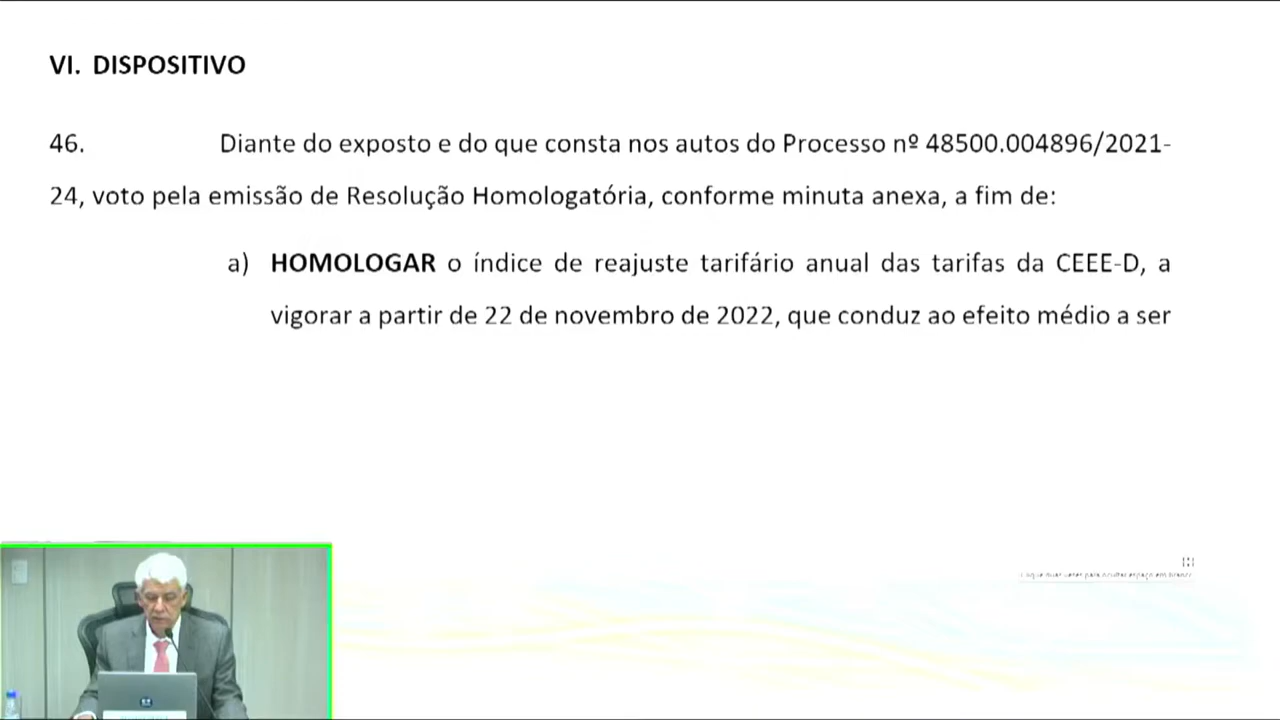 VI. DISPOSITIVO
46. Diante do exposto e do que consta nos autos do Processo nº 48500.004896/2021-
24, voto pela emissão de Resolução Homologatória, conforme minuta anexa, a fim de:
a) HOMOLOGAR o índice de reajuste tarifário anual das tarifas da CEEE-D, a
vigorar a partir de 22 de novembro de 2022, que conduz ao efeito médio a ser